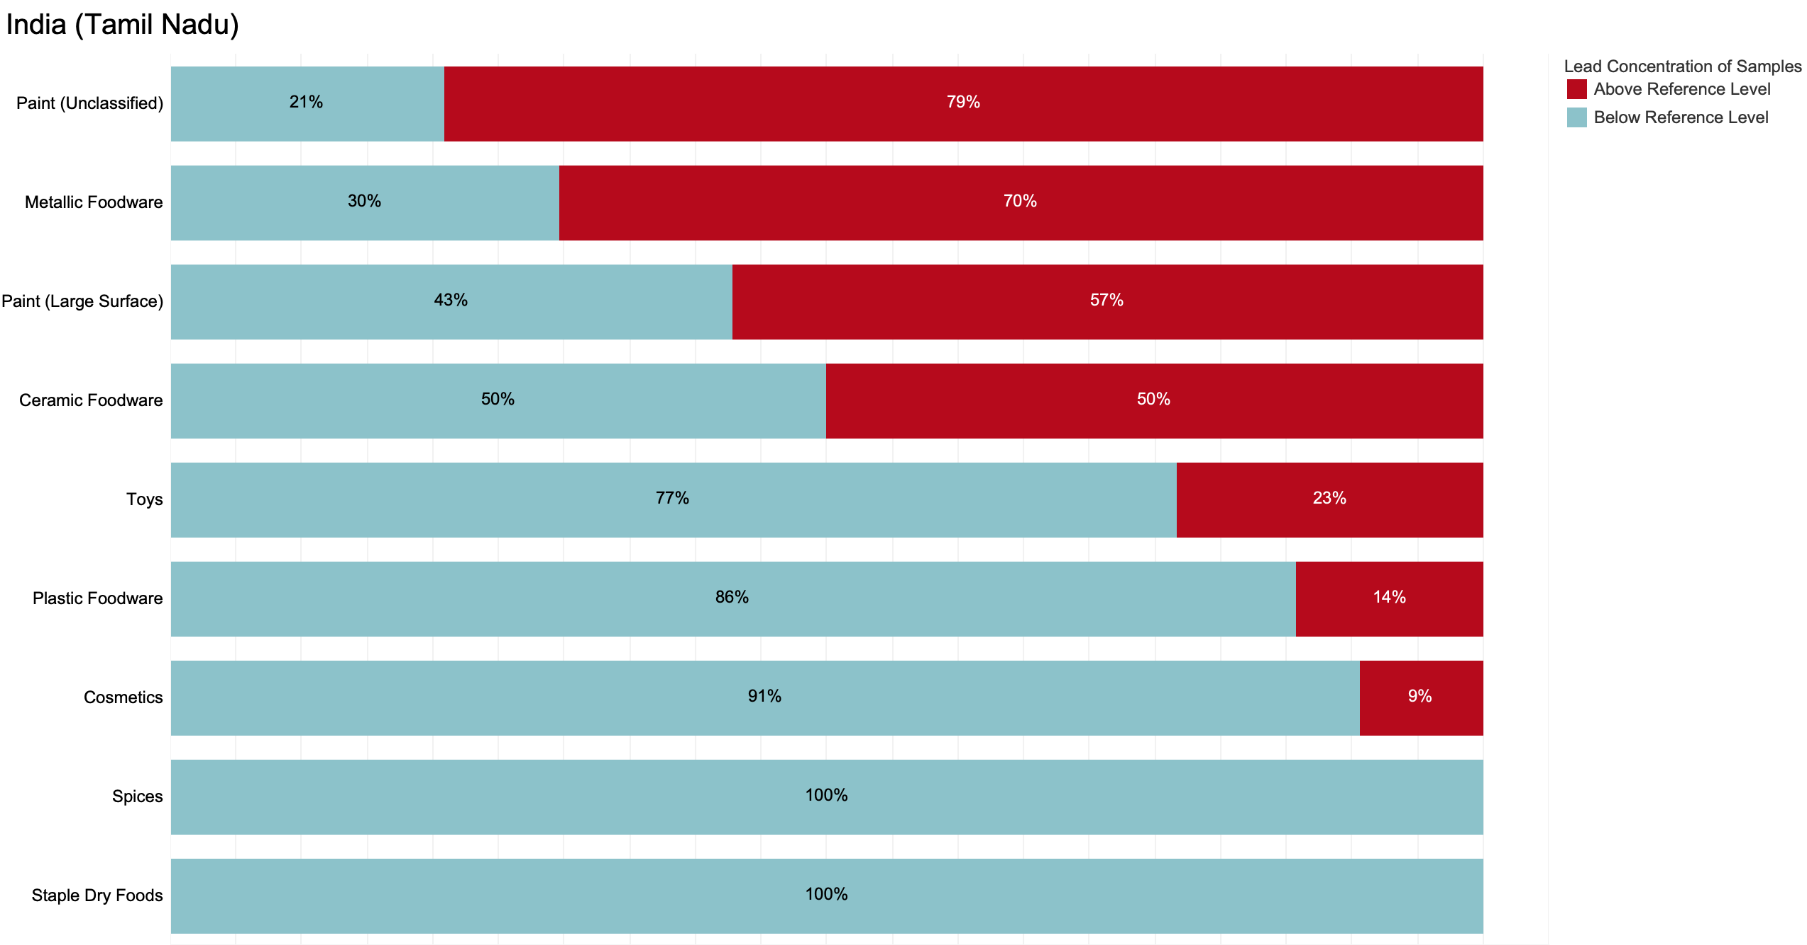 India (Tamil Nadu)
Lead Concentration of Samples
Above Reference Level
Below Reference Level
Paint (Unclassified) 21% 79%
Metallic Foodware 30% 70%
Paint (Large Surface) 43% 57%
Ceramic Foodware 50% 50%
Toys 77% 23%
Plastic Foodware 86% 14%
Cosmetics 91% 9%
Spices 100%
Staple Dry Foods 100%